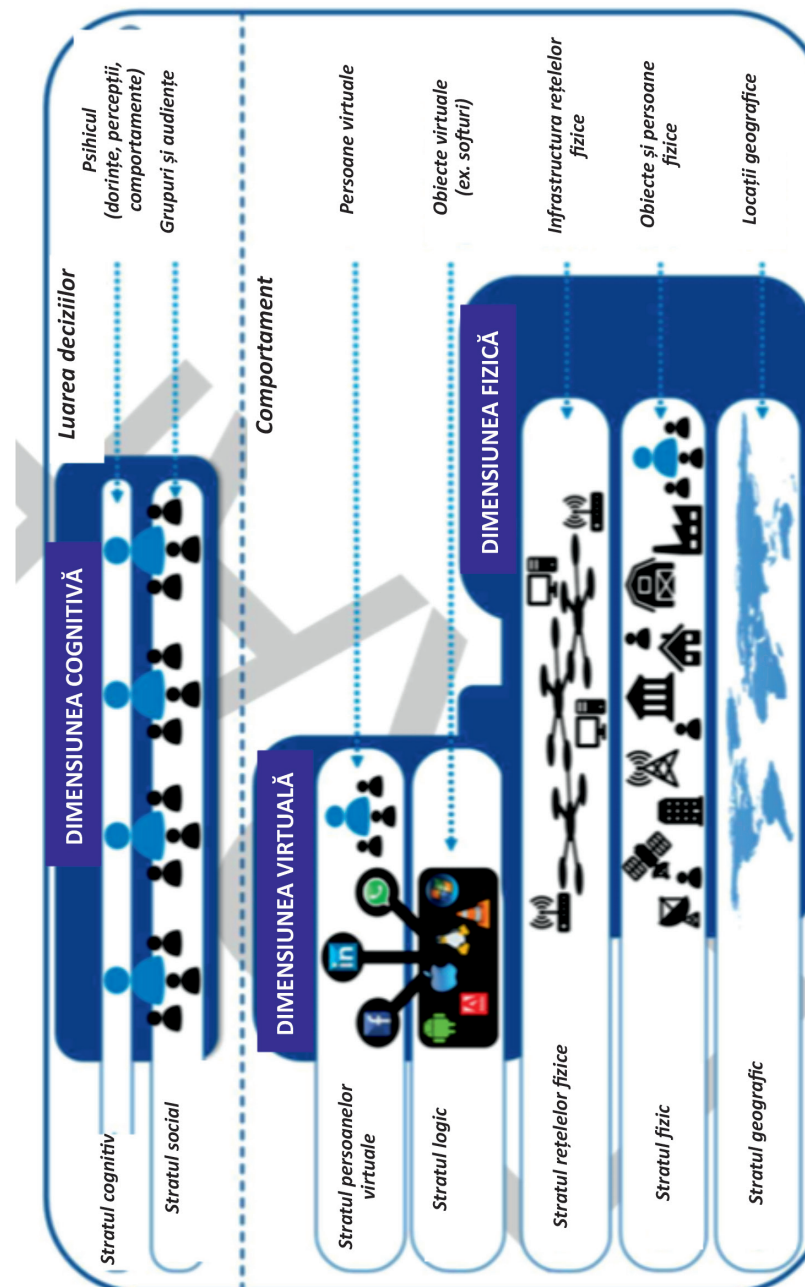 Luarea deciziilor
DIMENSIUNEA COGNITIVĂ
Stratul cognitiv
Psihicul
(dorințe, percepții,
comportamente)
Stratul social
Grupuri și audiențe
Comportament
DIMENSIUNEA VIRTUALĂ
Stratul persoanelor
virtuale
Persoane virtuale
Stratul logic
Obiecte virtuale
(ex. softuri)
DIMENSIUNEA FIZICĂ
Stratul rețelelor fizice
Infrastructura rețelelor
fizice
Stratul fizic
Obiecte și persoane
fizice
Stratul geografic
Locații geografice
f
in